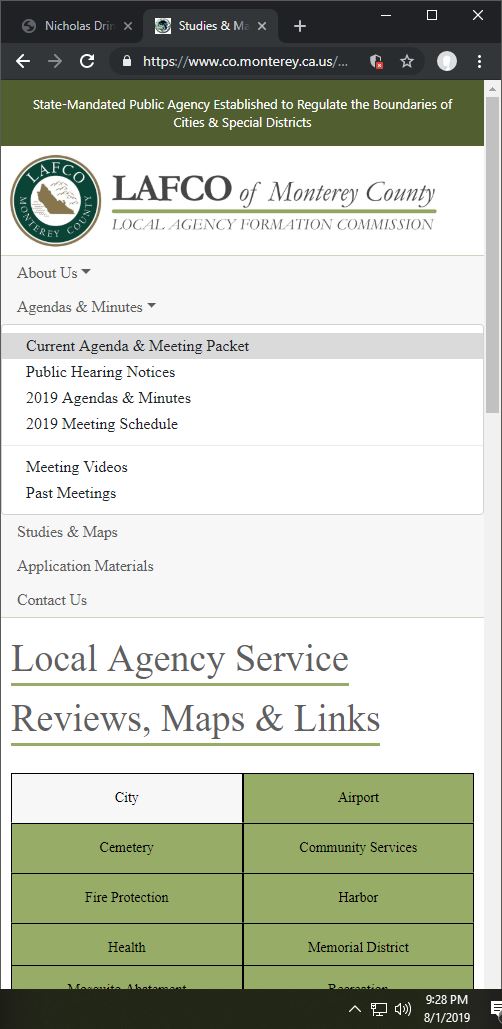 Nicholas Drin
Studies & Ma
https://www.co.monterey.ca.us/...
State-Mandated Public Agency Established to Regulate the Boundaries of
Cities & Special Districts
LAFCO
MONTEREY COUNTY
LAFCO of Monterey County
LOCAL AGENCY FORMATION COMMISSION
About Us
Agendas & Minutes
Current Agenda & Meeting Packet
Public Hearing Notices
2019 Agendas & Minutes
2019 Meeting Schedule
Meeting Videos
Past Meetings
Studies & Maps
Application Materials
Contact Us
Local Agency Service
Reviews, Maps & Links
City
Airport
Cemetery
Community Services
Fire Protection
Harbor
Health
Memorial District
Mosquito Abatement
Recreation
9:28 PM
8/1/2019